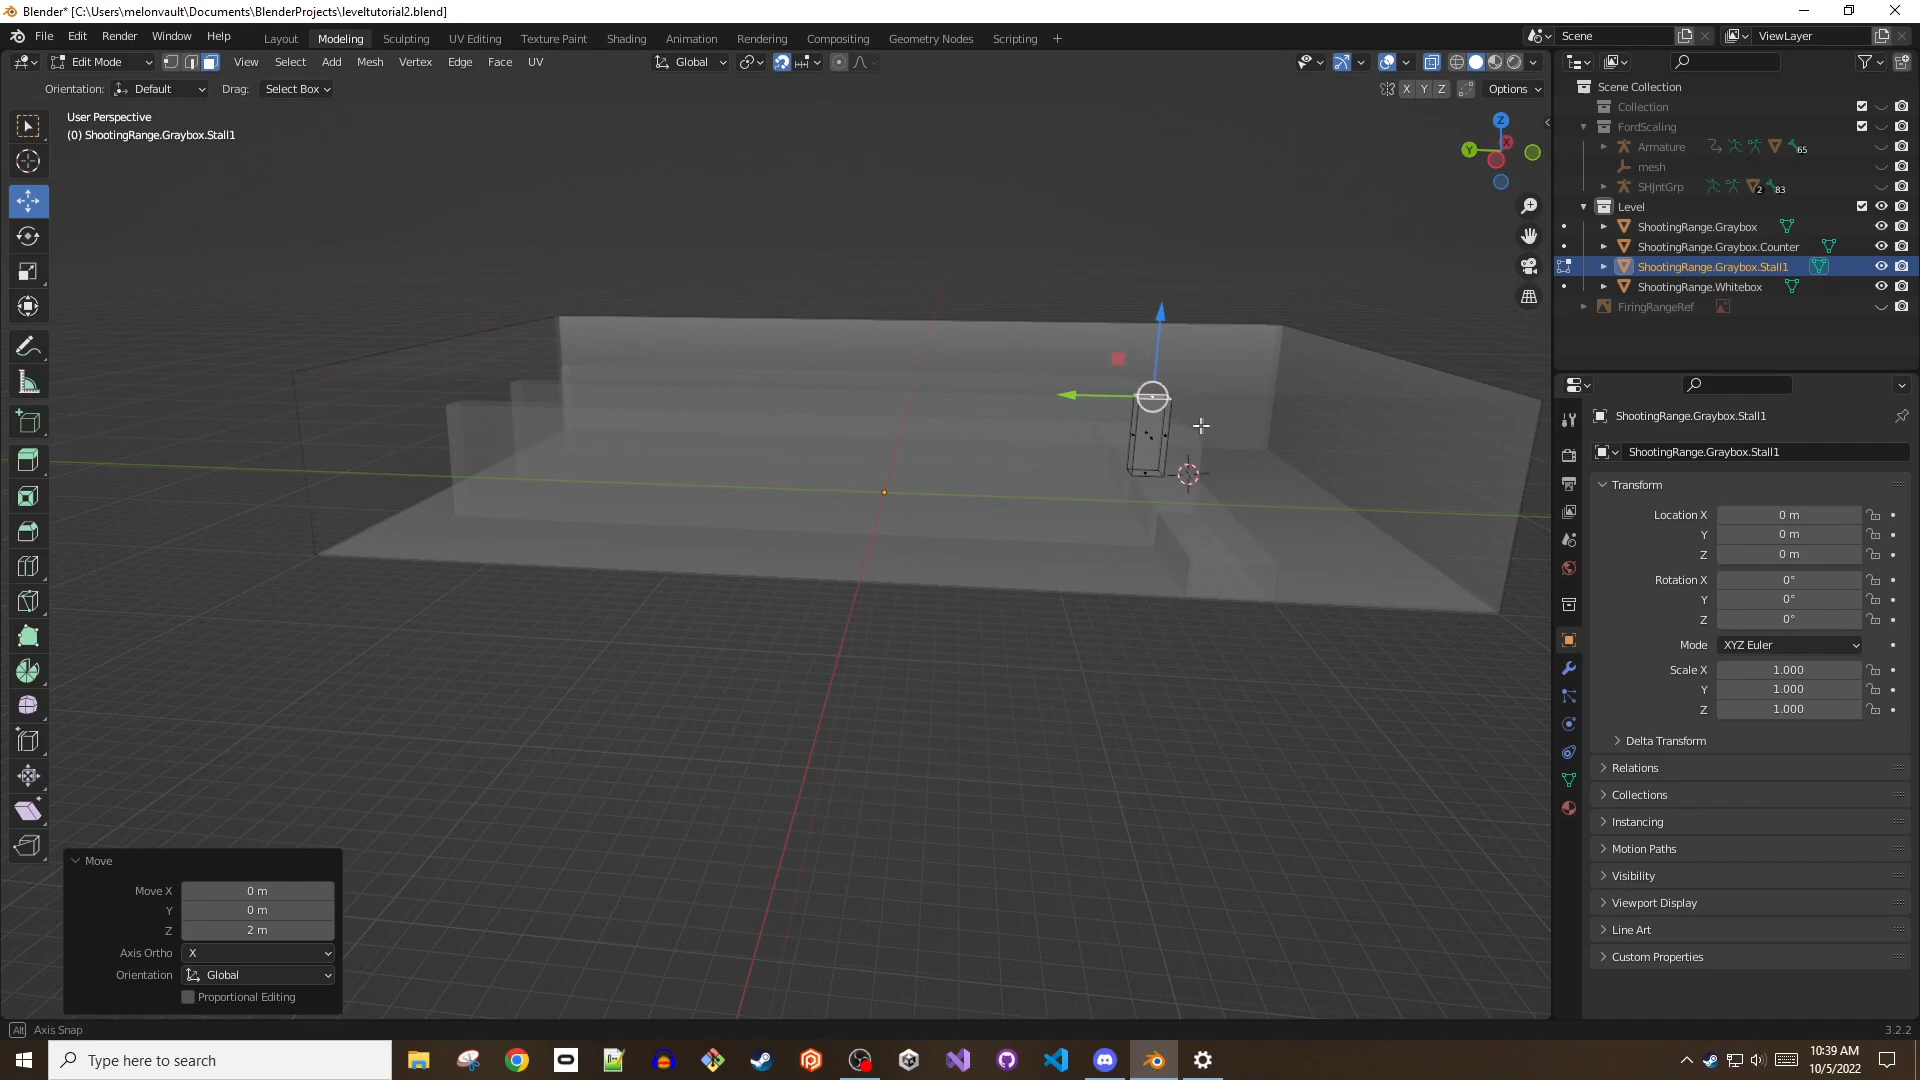 Blender* [C:\Users\melonvault\Documents\BlenderProjects\leveltutorial2.blend]
File Edit Render Window Help
Layout Modeling Sculpting UV Editing Texture Paint Shading Animation Rendering Compositing Geometry Nodes Scripting +
Scene
ViewLayer
Edit Mode
View Select Add Mesh Vertex Edge Face UV
Global
Orientation: Default Drag: Select Box
X Y Z Options
User Perspective
(0) ShootingRange.Graybox.Stall1
Z
X
Y
Scene Collection
Collection
FordScaling
Armature 65
mesh
SHJntGrp 2 83
Level
ShootingRange.Graybox
ShootingRange.Graybox.Counter
ShootingRange.Graybox.Stall1
ShootingRange.Whitebox
FiringRangeRef
ShootingRange.Graybox.Stall1
ShootingRange.Graybox.Stall1
Transform
Location X 0 m
Y 0 m
Z 0 m
Rotation X 0°
Y 0°
Z 0°
Mode XYZ Euler
Scale X 1.000
Y 1.000
Z 1.000
Delta Transform
Relations
Collections
Instancing
Motion Paths
Visibility
Viewport Display
Line Art
Custom Properties
Move
Move X 0 m
Y 0 m
Z 2 m
Axis Ortho X
Orientation Global
Proportional Editing
Alt Axis Snap
3.2.2
Type here to search
10:39 AM
10/5/2022